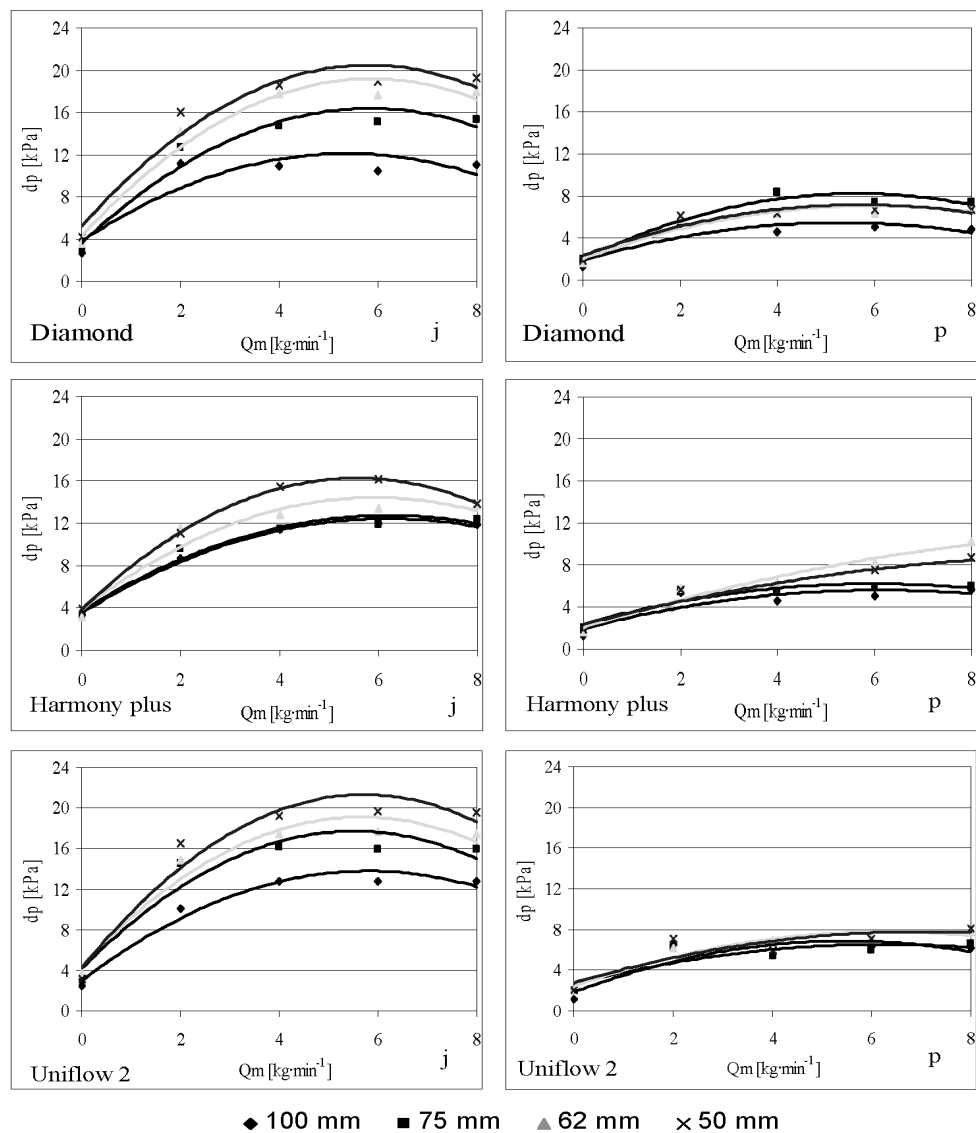 24
20
16
12
8
4
0
dp [kPa]
0 2 4 6 8
Qm [kg·min-1]
Diamond
j
24
20
16
12
8
4
0
dp [kPa]
0 2 4 6 8
Qm [kg·min-1]
Diamond
p
24
20
16
12
8
4
0
dp [kPa]
0 2 4 6 8
Qm [kg·min-1]
Harmony plus
j
24
20
16
12
8
4
0
dp [kPa]
0 2 4 6 8
Qm [kg·min-1]
Harmony plus
p
24
20
16
12
8
4
0
dp [kPa]
0 2 4 6 8
Qm [kg·min-1]
Uniflow 2
j
24
20
16
12
8
4
0
dp [kPa]
0 2 4 6 8
Qm [kg·min-1]
Uniflow 2
p
100 mm 75 mm 62 mm 50 mm